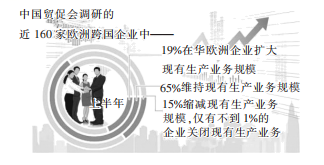 中国贸促会调研的
近160家欧洲跨国企业中——
19%在华欧洲企业扩大
现有生产业务规模
65%维持现有生产业务规模
上半年
15%缩减现有生产业务
规模,仅有不到1%的
企业关闭现有生产业务